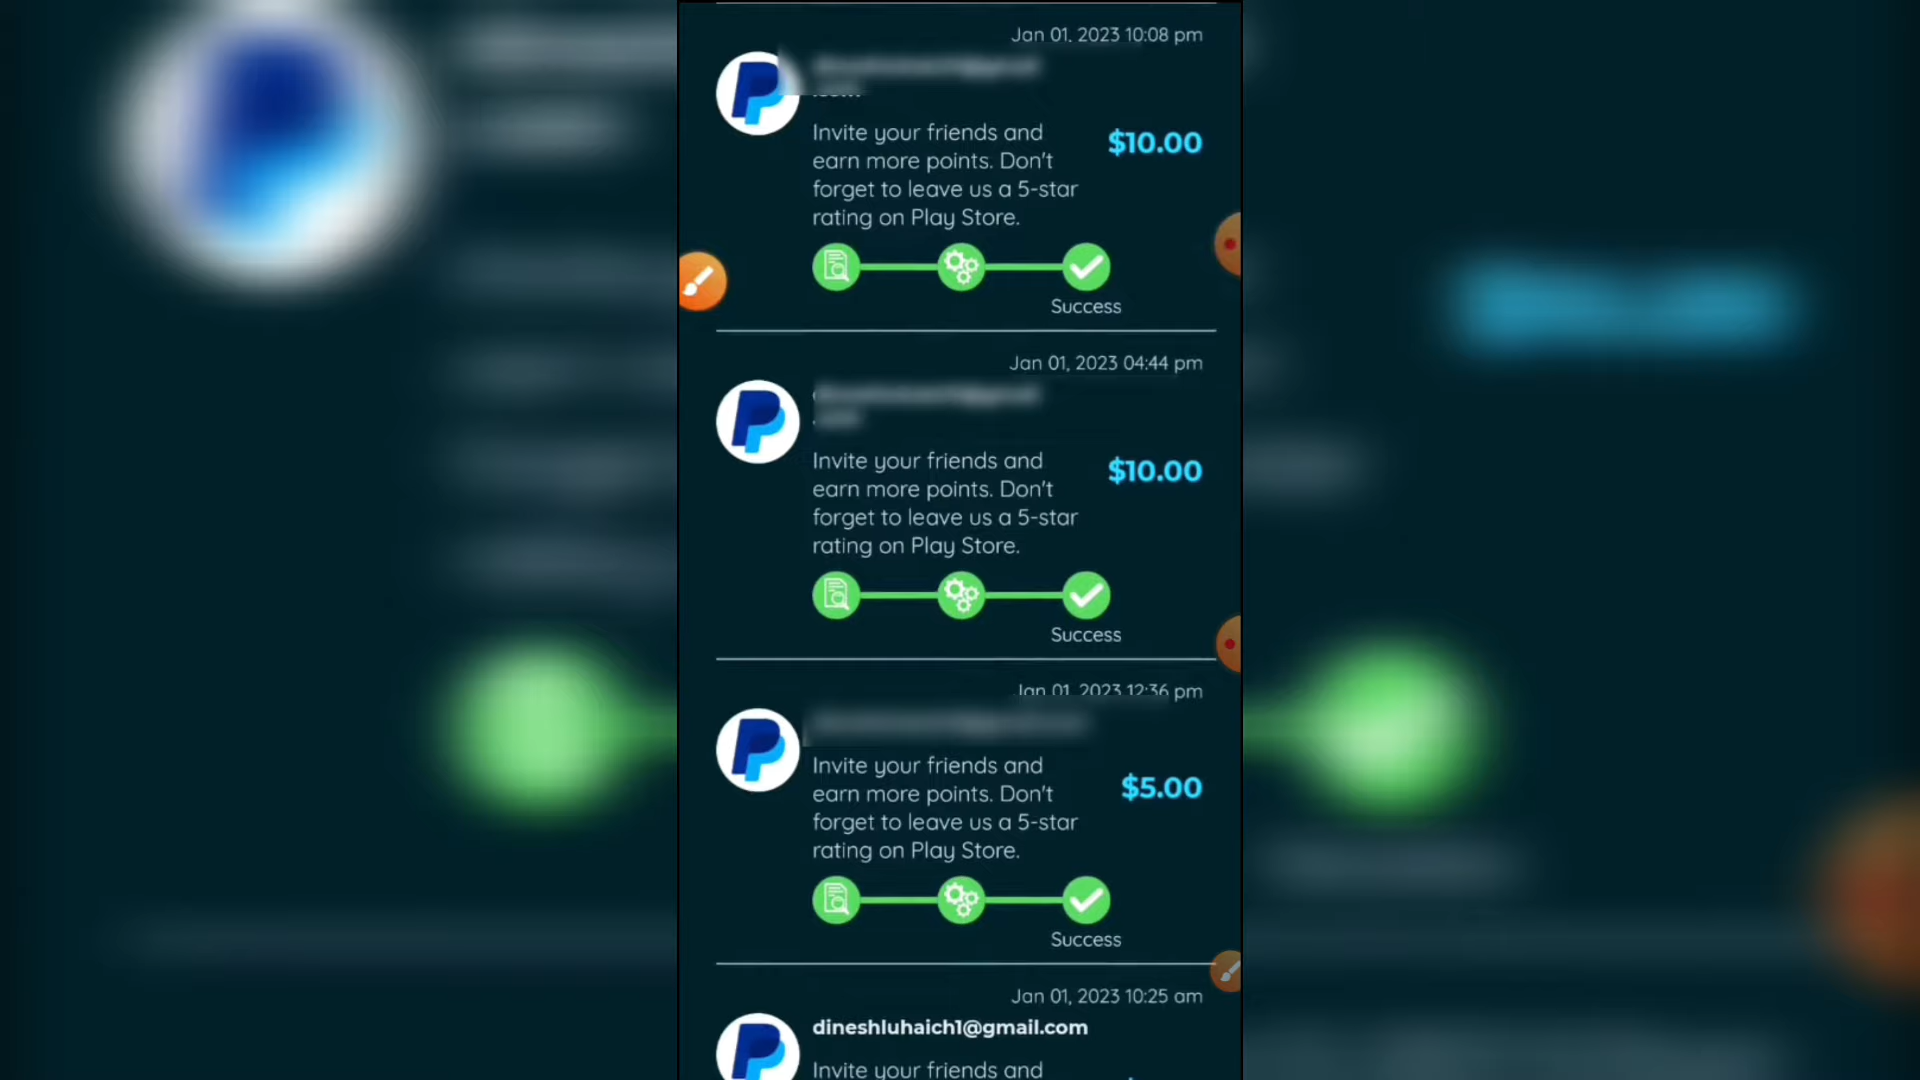 Jan 01, 2023 10:08 pm
Invite your friends and
earn more points. Don't
forget to leave us a 5-star
rating on Play Store.
$10.00
Success
Jan 01, 2023 04:44 pm
Invite your friends and
earn more points. Don't
forget to leave us a 5-star
rating on Play Store.
$10.00
Success
Jan 01, 2023 12:36 pm
Invite your friends and
earn more points. Don't
forget to leave us a 5-star
rating on Play Store.
$5.00
Success
Jan 01, 2023 10:25 am
dineshluhaich1@gmail.com
Invite your friends and